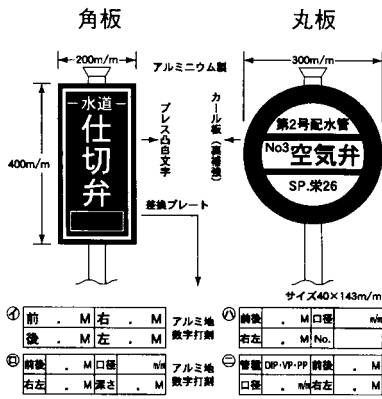 角板
丸板
200m/m
アルミニウム製
300m/m
400m/m
－水道－
仕切弁
プレス凸白文字
カール板（裏補強）
第2号配水管
No3空気弁
SP.栄26
差換プレート
サイズ40×143m/m
イ
前 . M 右 . M
後 . M 左 . M
アルミ地
数字打刻
ロ
前後 . M 口径 m/m
右左 . M 深さ . M
アルミ地
数字打刻
ハ
前後 . M 口径 m/m
右左 . M No.
ニ
管種 DIP・VP・PP 前後 . M
口径 . m/m 右左 . M